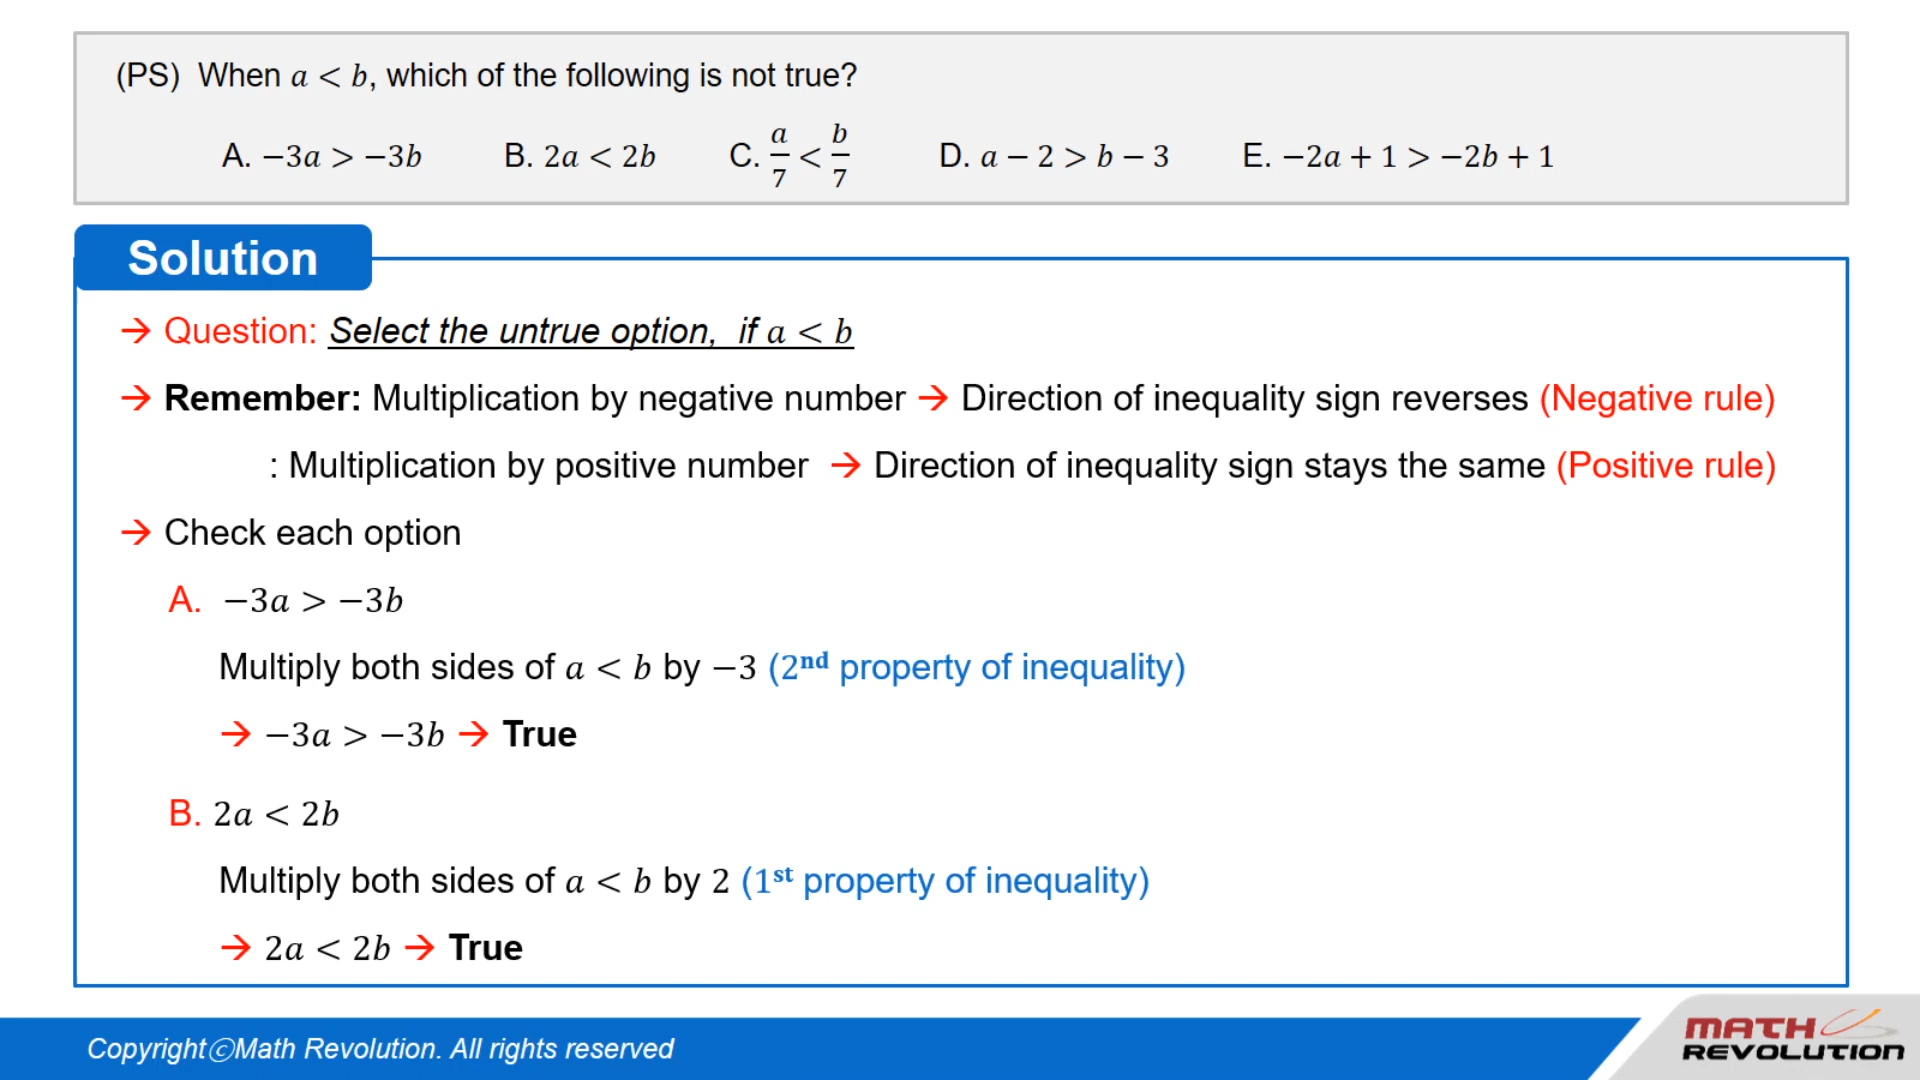 (PS) When a < b, which of the following is not true?
A. −3a > −3b B. 2a < 2b C. a/7 < b/7 D. a − 2 > b − 3 E. −2a + 1 > −2b + 1
Solution
→ Question: Select the untrue option, if a < b
→ Remember: Multiplication by negative number → Direction of inequality sign reverses (Negative rule)
: Multiplication by positive number → Direction of inequality sign stays the same (Positive rule)
→ Check each option
A. −3a > −3b
Multiply both sides of a < b by −3 (2nd property of inequality)
→ −3a > −3b → True
B. 2a < 2b
Multiply both sides of a < b by 2 (1st property of inequality)
→ 2a < 2b → True
CopyrightⓒMath Revolution. All rights reserved
MATH
REVOLUTION